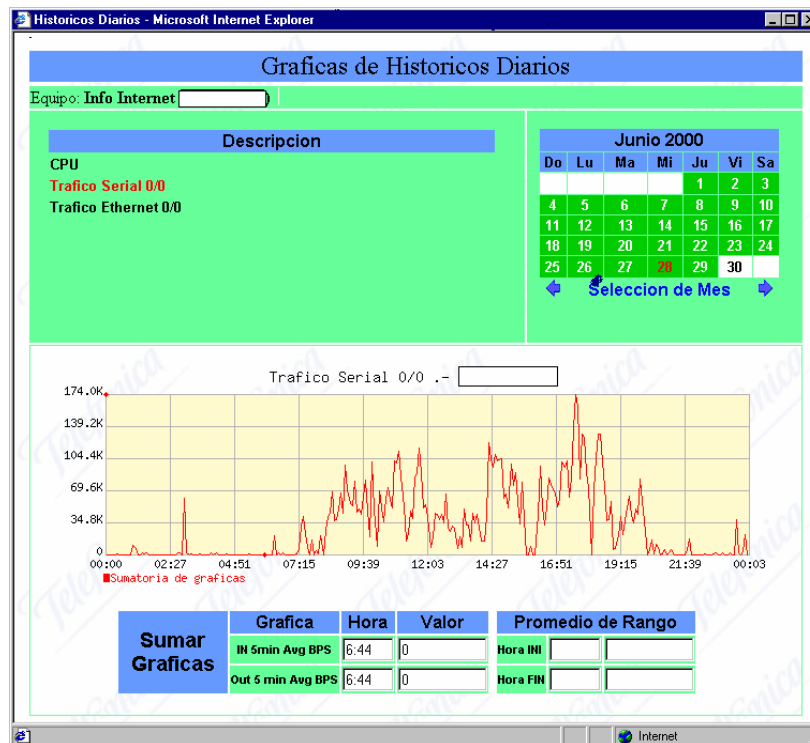 Historicos Diarios - Microsoft Internet Explorer
Graficas de Historicos Diarios
Equipo: Info Internet
Descripcion
CPU
Trafico Serial 0/0
Trafico Ethernet 0/0
Junio 2000
Do Lu Ma Mi Ju Vi Sa
1 2 3
4 5 6 7 8 9 10
11 12 13 14 15 16 17
18 19 20 21 22 23 24
25 26 27 28 29 30
Seleccion de Mes
Trafico Serial 0/0 .-
174.0K
139.2K
104.4K
69.6K
34.8K
0
00:00 02:27 04:51 07:15 09:39 12:03 14:27 16:51 19:15 21:39 00:03
Sumatoria de graficas
Sumar Graficas
Grafica Hora Valor
IN 5min Avg BPS 6:44 0
Out 5 min Avg BPS 6:44 0
Promedio de Rango
Hora INI
Hora FIN
Telefonica
Internet